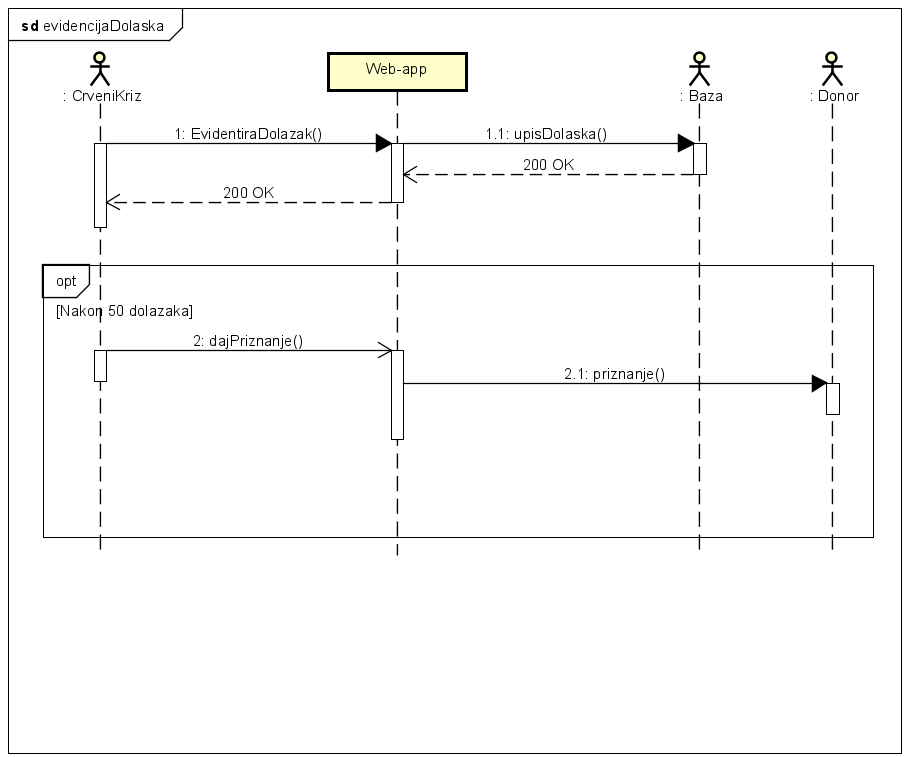 sd evidencijaDolaska
: CrveniKriz
Web-app
: Baza
: Donor
1: EvidentiraDolazak()
1.1: upisDolaska()
200 OK
200 OK
opt
[Nakon 50 dolazaka]
2: dajPriznanje()
2.1: priznanje()